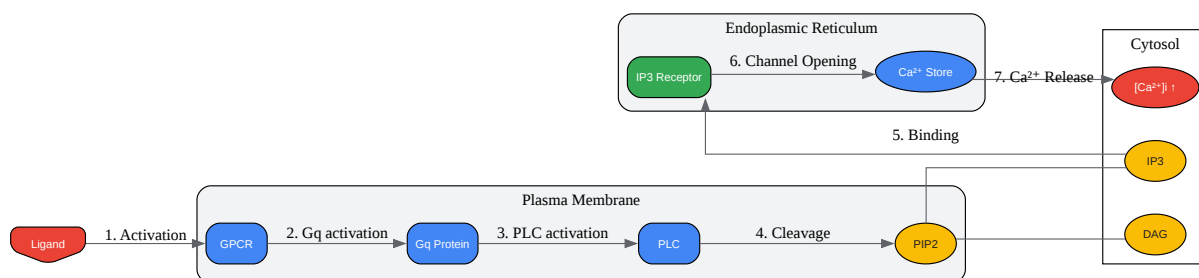 Endoplasmic Reticulum
Cytosol
IP3 Receptor
6. Channel Opening
Ca²⁺ Store
7. Ca²⁺ Release
[Ca²⁺]i ↑
5. Binding
IP3
Plasma Membrane
Ligand
1. Activation
GPCR
2. Gq activation
Gq Protein
3. PLC activation
PLC
4. Cleavage
PIP2
DAG